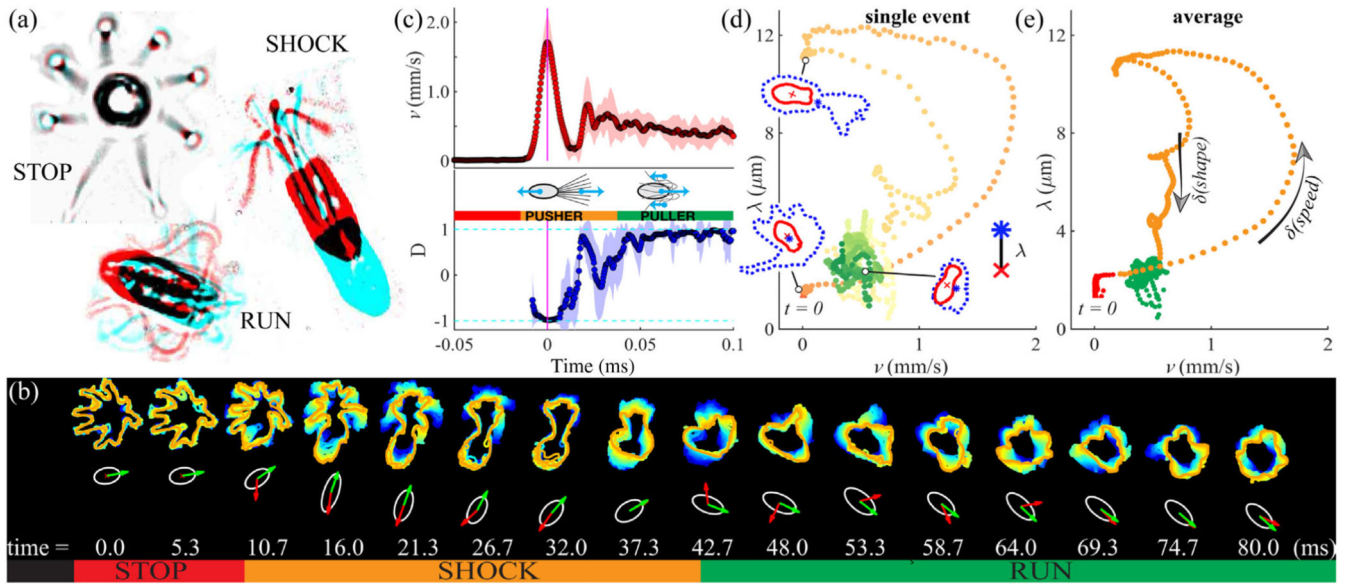 (a)
SHOCK
STOP
RUN
(c)
2.0
1.0
0
ν (mm/s)
PUSHER
PULLER
1
0
-1
D
-0.05
0
0.05
0.1
Time (ms)
(d)
single event
12
8
4
0
λ (μm)
λ
t = 0
0
1
2
ν (mm/s)
(e)
average
12
8
4
0
λ (μm)
δ(shape)
δ(speed)
t = 0
0
1
2
ν (mm/s)
(b)
time = 0.0 5.3 10.7 16.0 21.3 26.7 32.0 37.3 42.7 48.0 53.3 58.7 64.0 69.3 74.7 80.0 (ms)
STOP SHOCK RUN